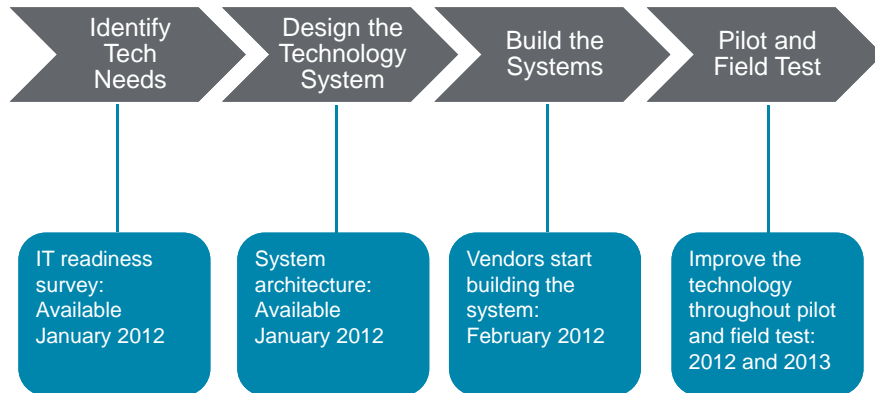 Identify
Tech
Needs
Design the
Technology
System
Build the
Systems
Pilot and
Field Test
IT readiness
survey:
Available
January 2012
System
architecture:
Available
January 2012
Vendors start
building the
system:
February 2012
Improve the
technology
throughout pilot
and field test:
2012 and 2013